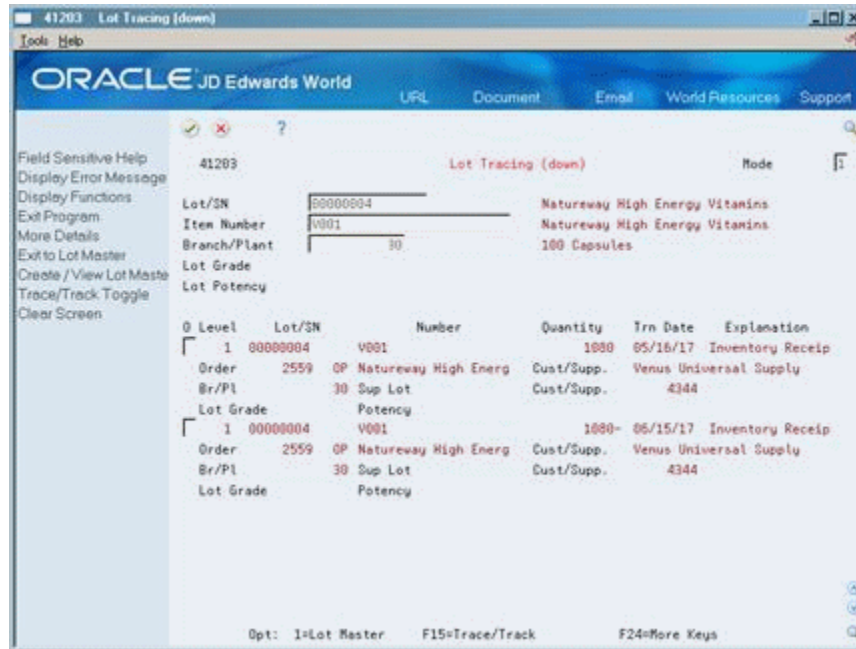 41203 Lot Tracing (down)
Tools Help
ORACLE JD Edwards World
URL Document Email World Resources Support
?
Field Sensitive Help
Display Error Message
Display Functions
Exit Program
More Details
Exit to Lot Master
Create / View Lot Maste
Trace/Track Toggle
Clear Screen
41203 Lot Tracing (down) Mode 1
Lot/SN 00000004 Natureway High Energy Vitamins
Item Number V001 Natureway High Energy Vitamins
Branch/Plant 30 100 Capsules
Lot Grade
Lot Potency
O Level Lot/SN Number Quantity Trn Date Explanation
1 00000004 V001 1080 05/16/17 Inventory Receip
Order 2559 OP Natureway High Energ Cust/Supp. Venus Universal Supply
Br/Pl 30 Sup Lot Cust/Supp. 4344
Lot Grade Potency
1 00000004 V001 1080- 06/15/17 Inventory Receip
Order 2559 OP Natureway High Energ Cust/Supp. Venus Universal Supply
Br/Pl 30 Sup Lot Cust/Supp. 4344
Lot Grade Potency
Opt: 1=Lot Master F15=Trace/Track F24=More Keys